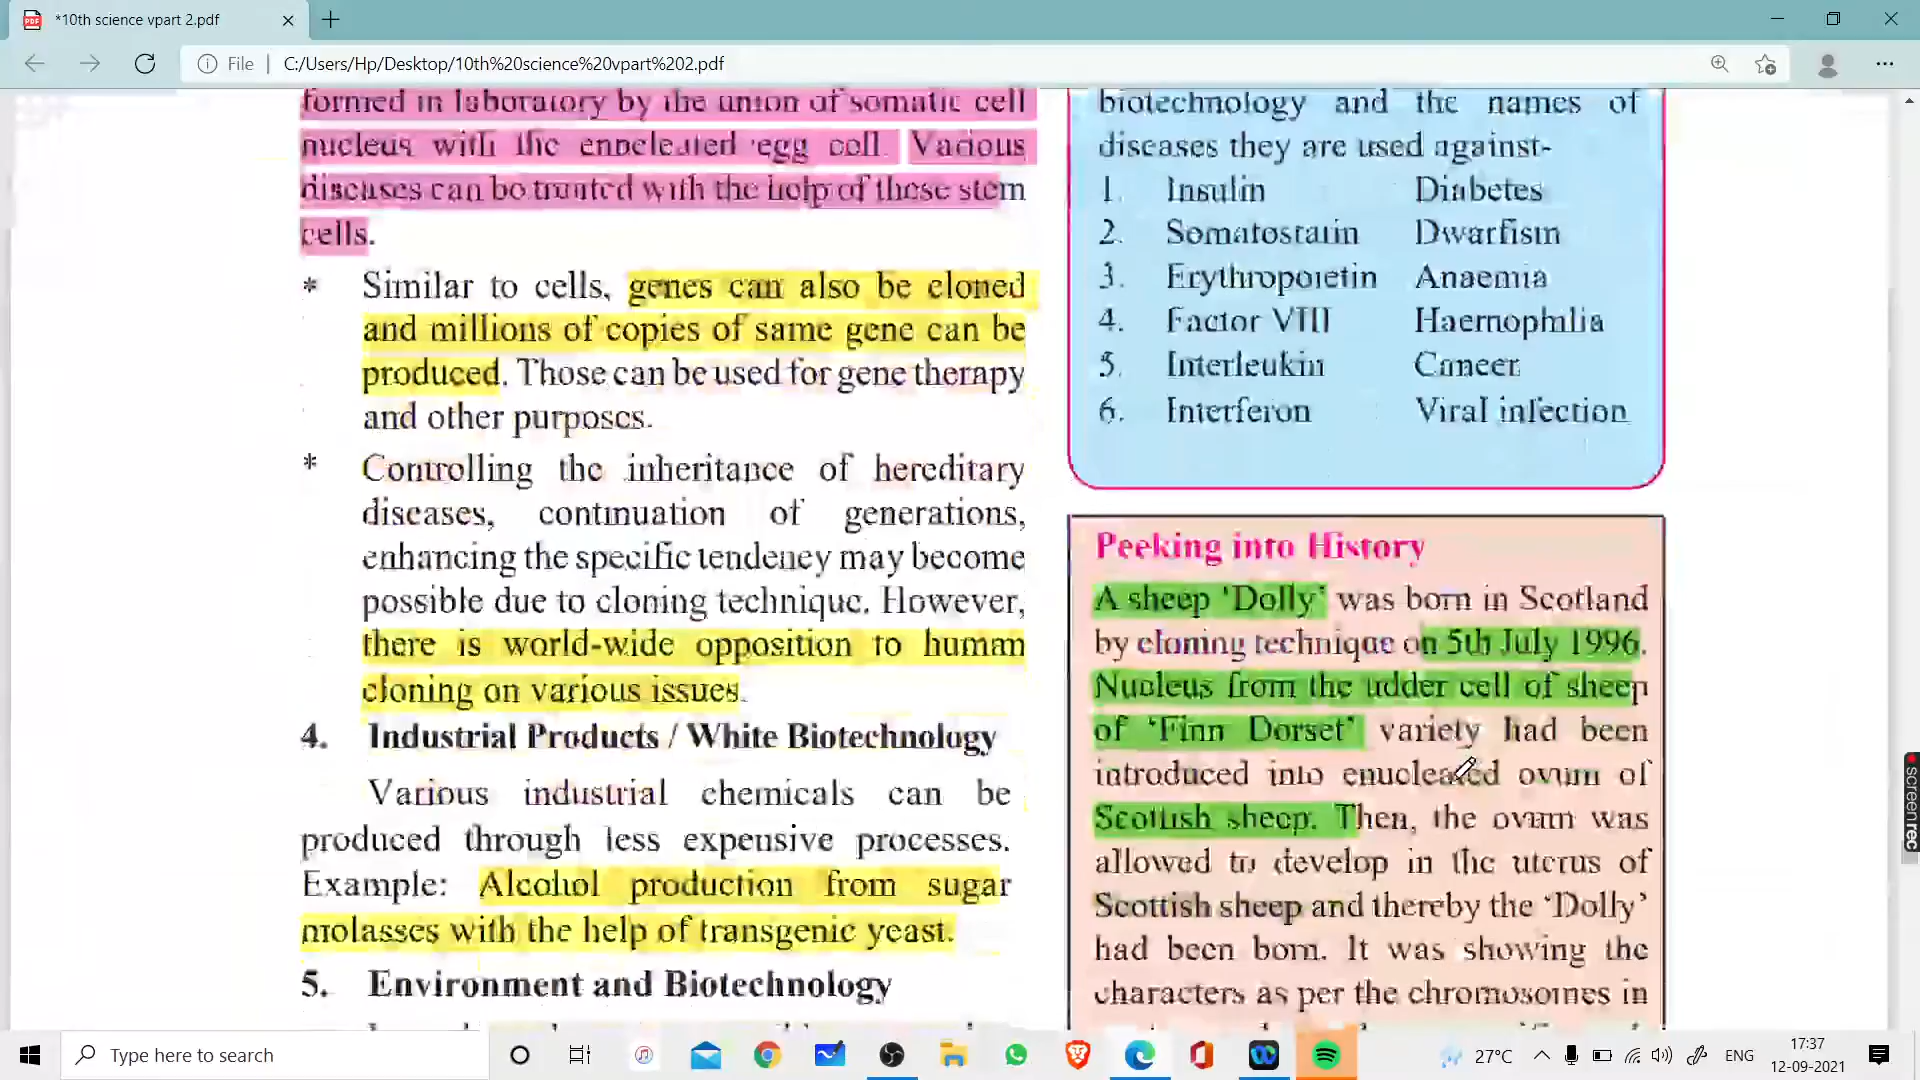 *10th science vpart 2.pdf
File
C:/Users/Hp/Desktop/10th%20science%20vpart%202.pdf
formed in laboratory by the union of somatic cell
nucleus with the enucleated egg cell. Various
diseases can be treated with the help of these stem
cells.
* Similar to cells, genes can also be cloned
and millions of copies of same gene can be
produced. Those can be used for gene therapy
and other purposes.
* Controlling the inheritance of hereditary
diseases, continuation of generations,
enhancing the specific tendency may become
possible due to cloning technique. However,
there is world-wide opposition to human
cloning on various issues.
4. Industrial Products / White Biotechnology
Various industrial chemicals can be
produced through less expensive processes.
Example: Alcohol production from sugar
molasses with the help of transgenic yeast.
5. Environment and Biotechnology
biotechnology and the names of
diseases they are used against-
1. Insulin Diabetes
2. Somatostatin Dwarfism
3. Erythropoietin Anaemia
4. Factor VIII Haemophilia
5. Interleukin Cancer
6. Interferon Viral infection
Peeking into History
A sheep ‘Dolly’ was born in Scotland
by cloning technique on 5th July 1996.
Nucleus from the udder cell of sheep
of ‘Finn Dorset’ variety had been
introduced into enucleated ovum of
Scottish sheep. Then, the ovum was
allowed to develop in the uterus of
Scottish sheep and thereby the ‘Dolly’
had been born. It was showing the
characters as per the chromosomes in
screenrec
Type here to search
27°C
ENG
17:37
12-09-2021